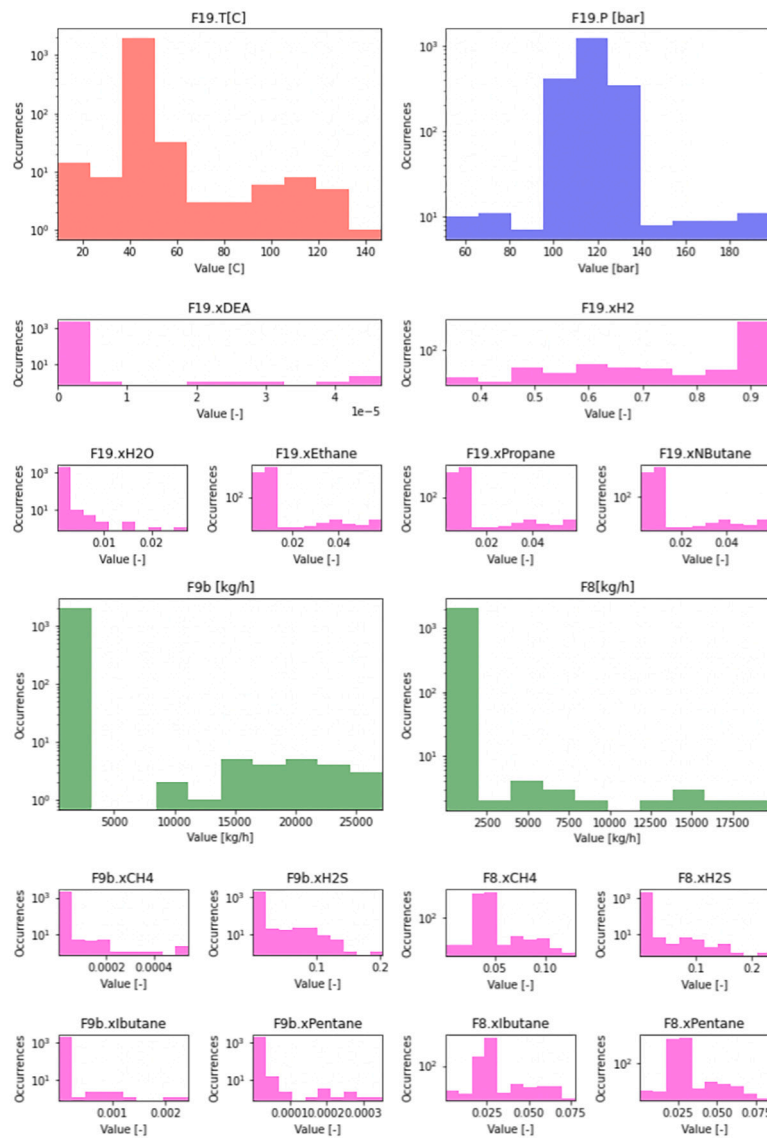 F19.T[C] F19.P [bar]
Occurrences 10³ 10² 10¹ 10⁰ Occurrences 10³ 10² 10¹
20 40 60 80 100 120 140 60 80 100 120 140 160 180
Value [C] Value [bar]
F19.xDEA F19.xH2
Occurrences 10³ 10¹ Occurrences 10²
0 1 2 3 4 0.4 0.5 0.6 0.7 0.8 0.9
Value [-] 1e−5 Value [-]
F19.xH2O F19.xEthane F19.xPropane F19.xNButane
Occurrences 10³ 10¹ Occurrences 10² Occurrences 10² Occurrences 10²
0.01 0.02 0.02 0.04 0.02 0.04 0.02 0.04
Value [-] Value [-] Value [-] Value [-]
F9b [kg/h] F8[kg/h]
Occurrences 10³ 10² 10¹ 10⁰ Occurrences 10³ 10² 10¹
5000 10000 15000 20000 25000 2500 5000 7500 10000 12500 15000 17500
Value [kg/h] Value [kg/h]
F9b.xCH4 F9b.xH2S F8.xCH4 F8.xH2S
Occurrences 10³ 10¹ Occurrences 10³ 10¹ Occurrences 10² Occurrences 10³ 10¹
0.0002 0.0004 0.1 0.2 0.05 0.10 0.1 0.2
Value [-] Value [-] Value [-] Value [-]
F9b.xIbutane F9b.xPentane F8.xIbutane F8.xPentane
Occurrences 10³ 10¹ Occurrences 10³ 10¹ Occurrences 10² Occurrences 10²
0.001 0.002 0.0001 0.0002 0.0003 0.025 0.050 0.075 0.025 0.050 0.075
Value [-] Value [-] Value [-] Value [-]